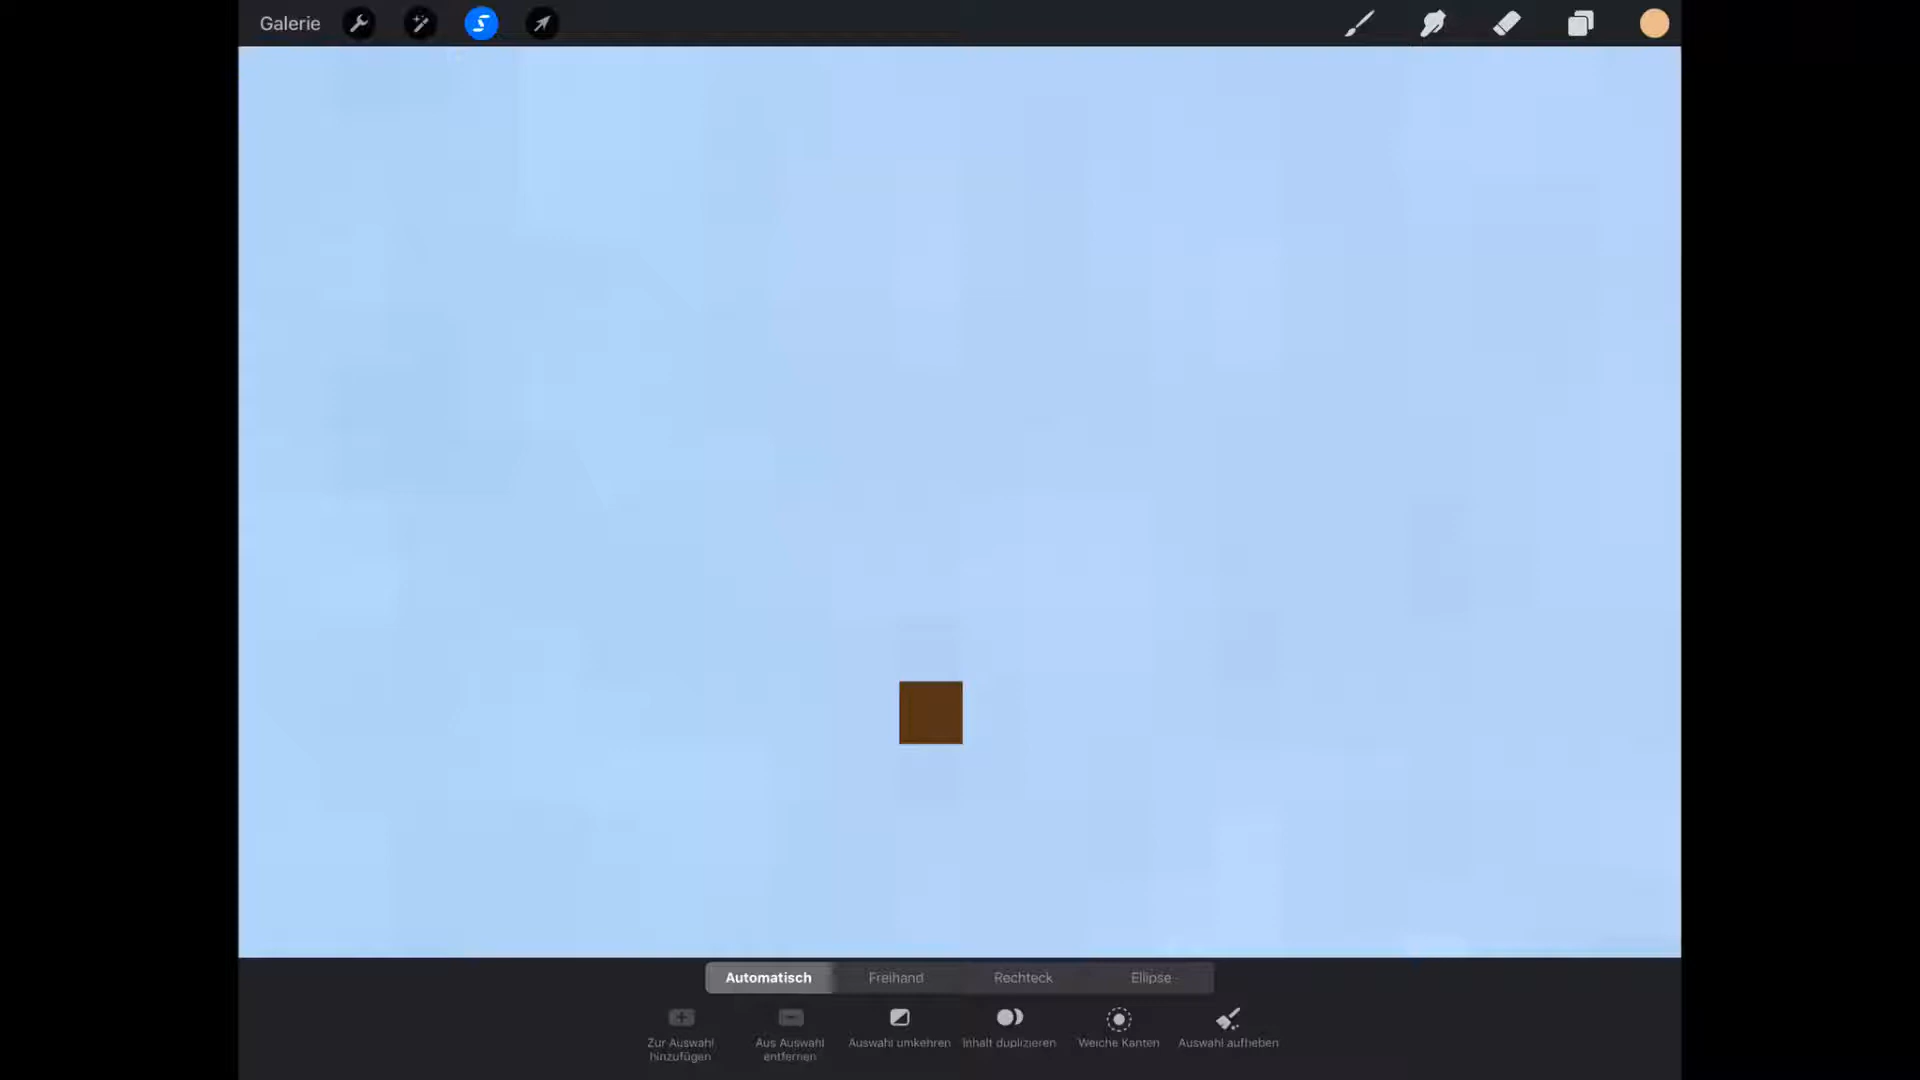 Galerie
Automatisch Freihand Rechteck Ellipse
Zur Auswahl hinzufügen
Aus Auswahl entfernen
Auswahl umkehren
Inhalt duplizieren
Weiche Kanten
Auswahl aufheben